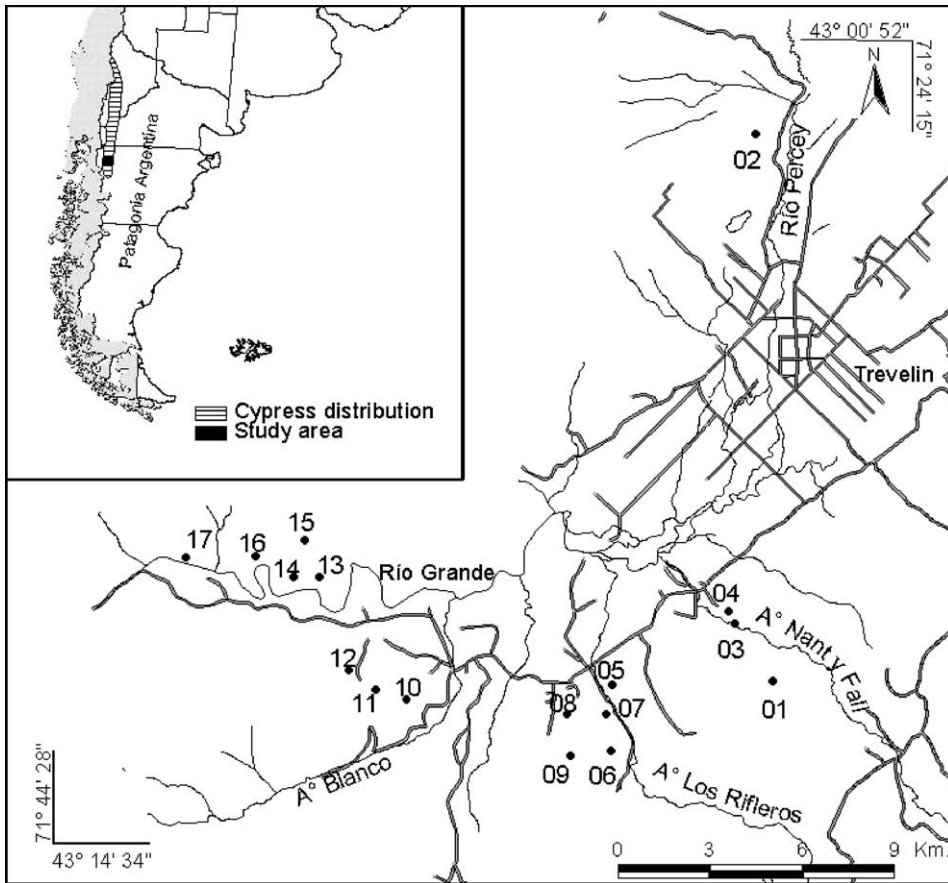 43° 00' 52"
71° 24' 15"
N
Patagonia Argentina
02
Río Percey
Trevelin
Cypress distribution
Study area
15
17
16
14
13
Río Grande
04
03
A° Nant y Fall
12
11
10
05
08
07
01
09
06
A° Blanco
A° Los Rifleros
71° 44' 28"
43° 14' 34"
0 3 6 9 Km.